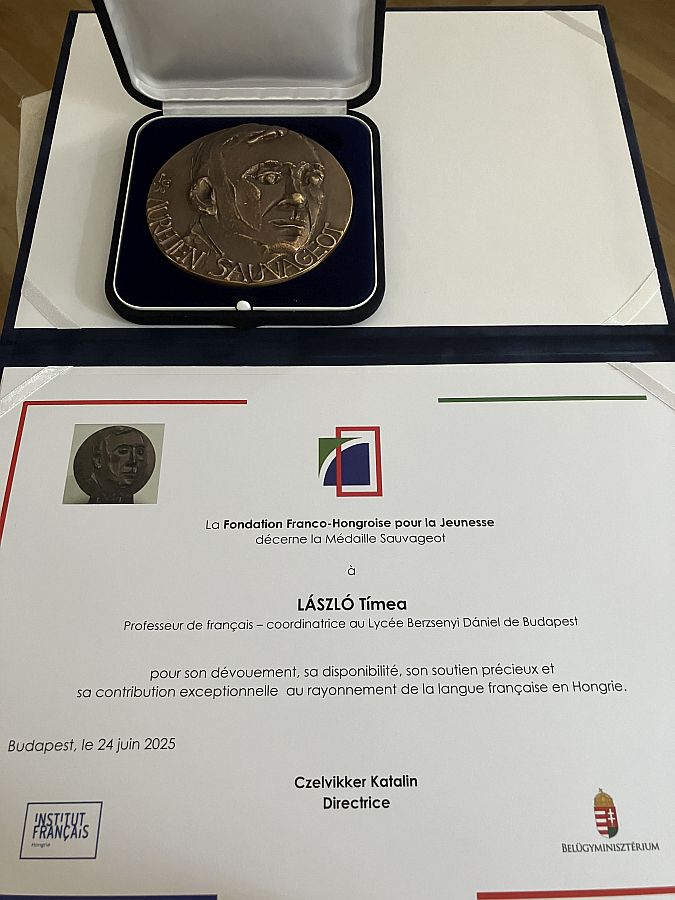 AURELIEN SAUVAGEOT
La Fondation Franco-Hongroise pour la Jeunesse
décerne la Médaille Sauvageot
à
LÁSZLÓ Tímea
Professeur de français – coordinatrice au Lycée Berzsenyi Dániel de Budapest
pour son dévouement, sa disponibilité, son soutien précieux et
sa contribution exceptionnelle au rayonnement de la langue française en Hongrie.
Budapest, le 24 juin 2025
Czelvikker Katalin
Directrice
INSTITUT
FRANÇAIS
Hongrie
BELÜGYMINISZTÉRIUM